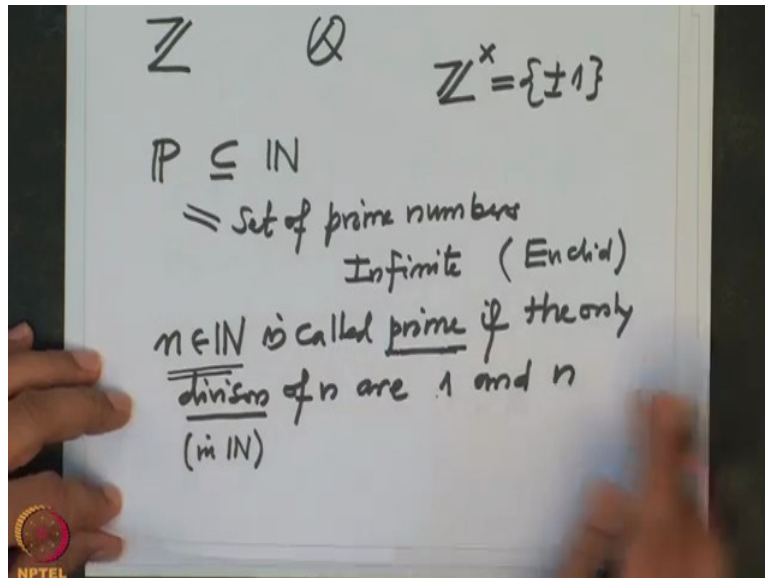 ℤ ℚ
ℤ^× = {±1}
ℙ ⊆ ℕ
= Set of prime numbers
Infinite (Euclid)
n ∈ ℕ is called prime if the only
divisors of n are 1 and n
(in ℕ)
NPTEL